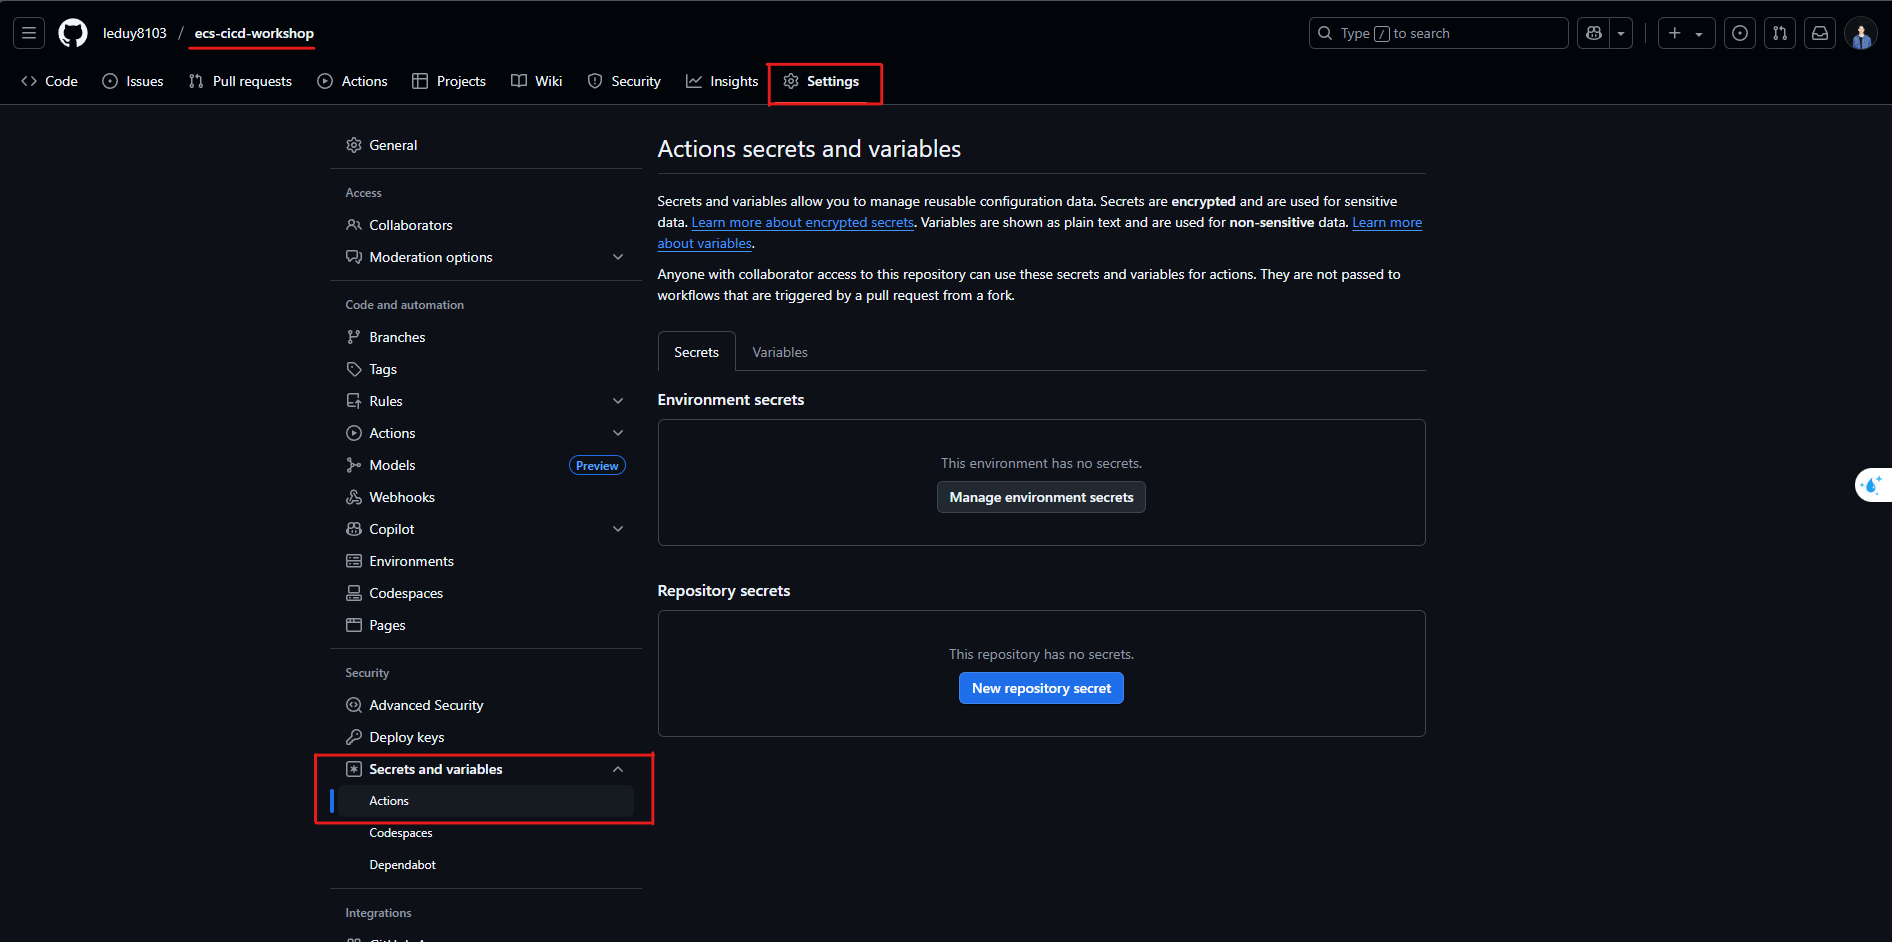 leduy8103 / ecs-cicd-workshop
Type / to search
Code Issues Pull requests Actions Projects Wiki Security Insights Settings
General
Access
Collaborators
Moderation options
Code and automation
Branches
Tags
Rules
Actions
Models Preview
Webhooks
Copilot
Environments
Codespaces
Pages
Security
Advanced Security
Deploy keys
Secrets and variables
Actions
Codespaces
Dependabot
Integrations
Actions secrets and variables
Secrets and variables allow you to manage reusable configuration data. Secrets are encrypted and are used for sensitive
data. Learn more about encrypted secrets. Variables are shown as plain text and are used for non-sensitive data. Learn more
about variables.
Anyone with collaborator access to this repository can use these secrets and variables for actions. They are not passed to
workflows that are triggered by a pull request from a fork.
Secrets Variables
Environment secrets
This environment has no secrets.
Manage environment secrets
Repository secrets
This repository has no secrets.
New repository secret